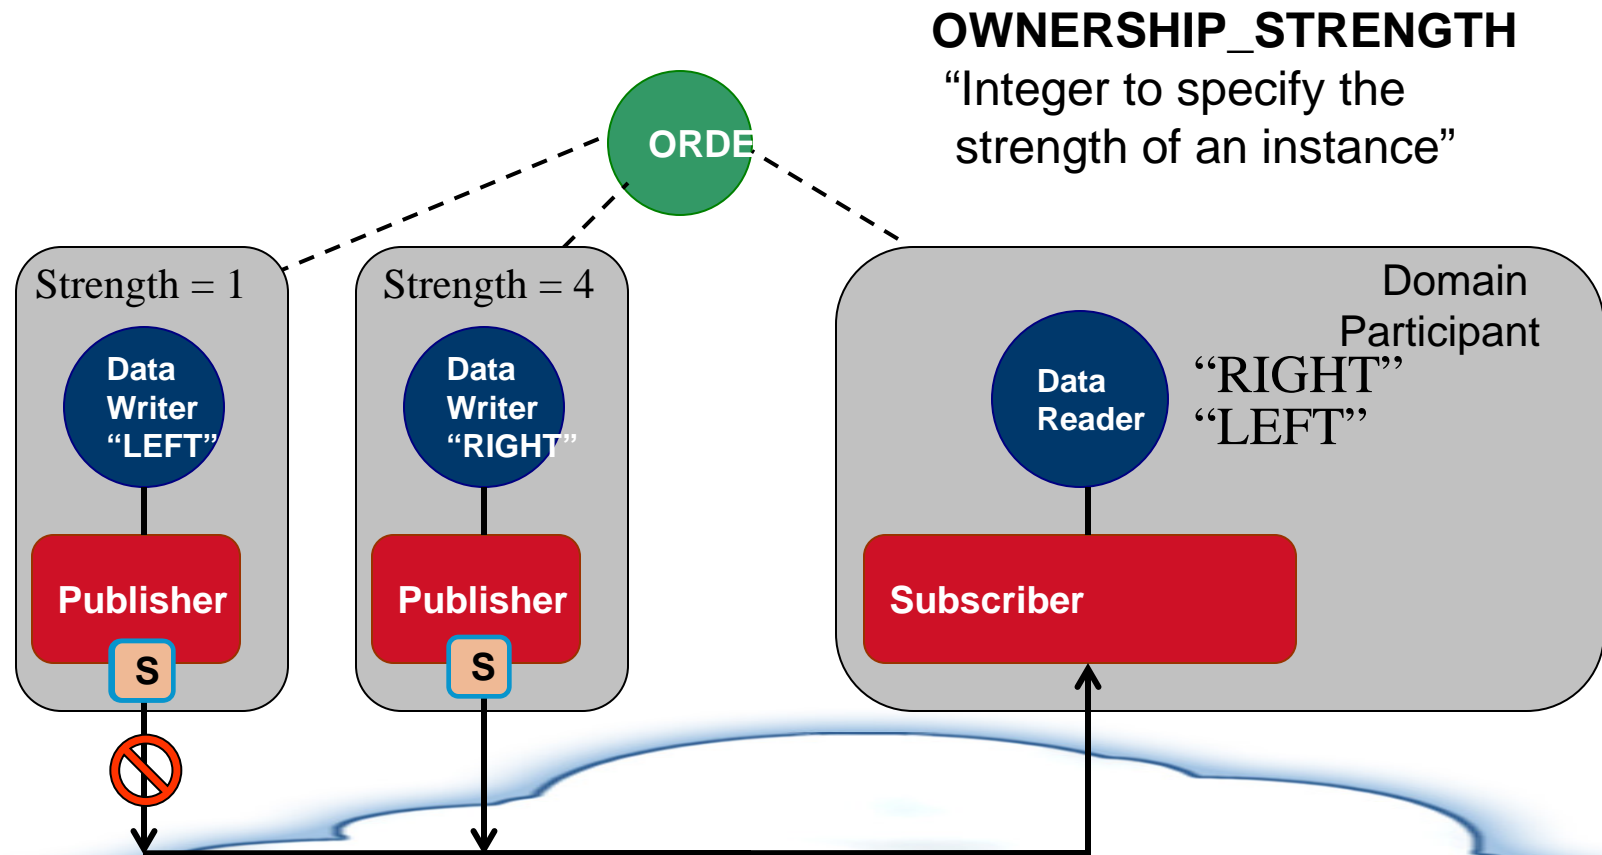 OWNERSHIP_STRENGTH
“Integer to specify the
strength of an instance”
ORDE
Strength = 1
Data
Writer
“LEFT”
Publisher
S
Strength = 4
Data
Writer
“RIGHT”
Publisher
S
Domain
Participant
Data
Reader
“RIGHT”
“LEFT”
Subscriber